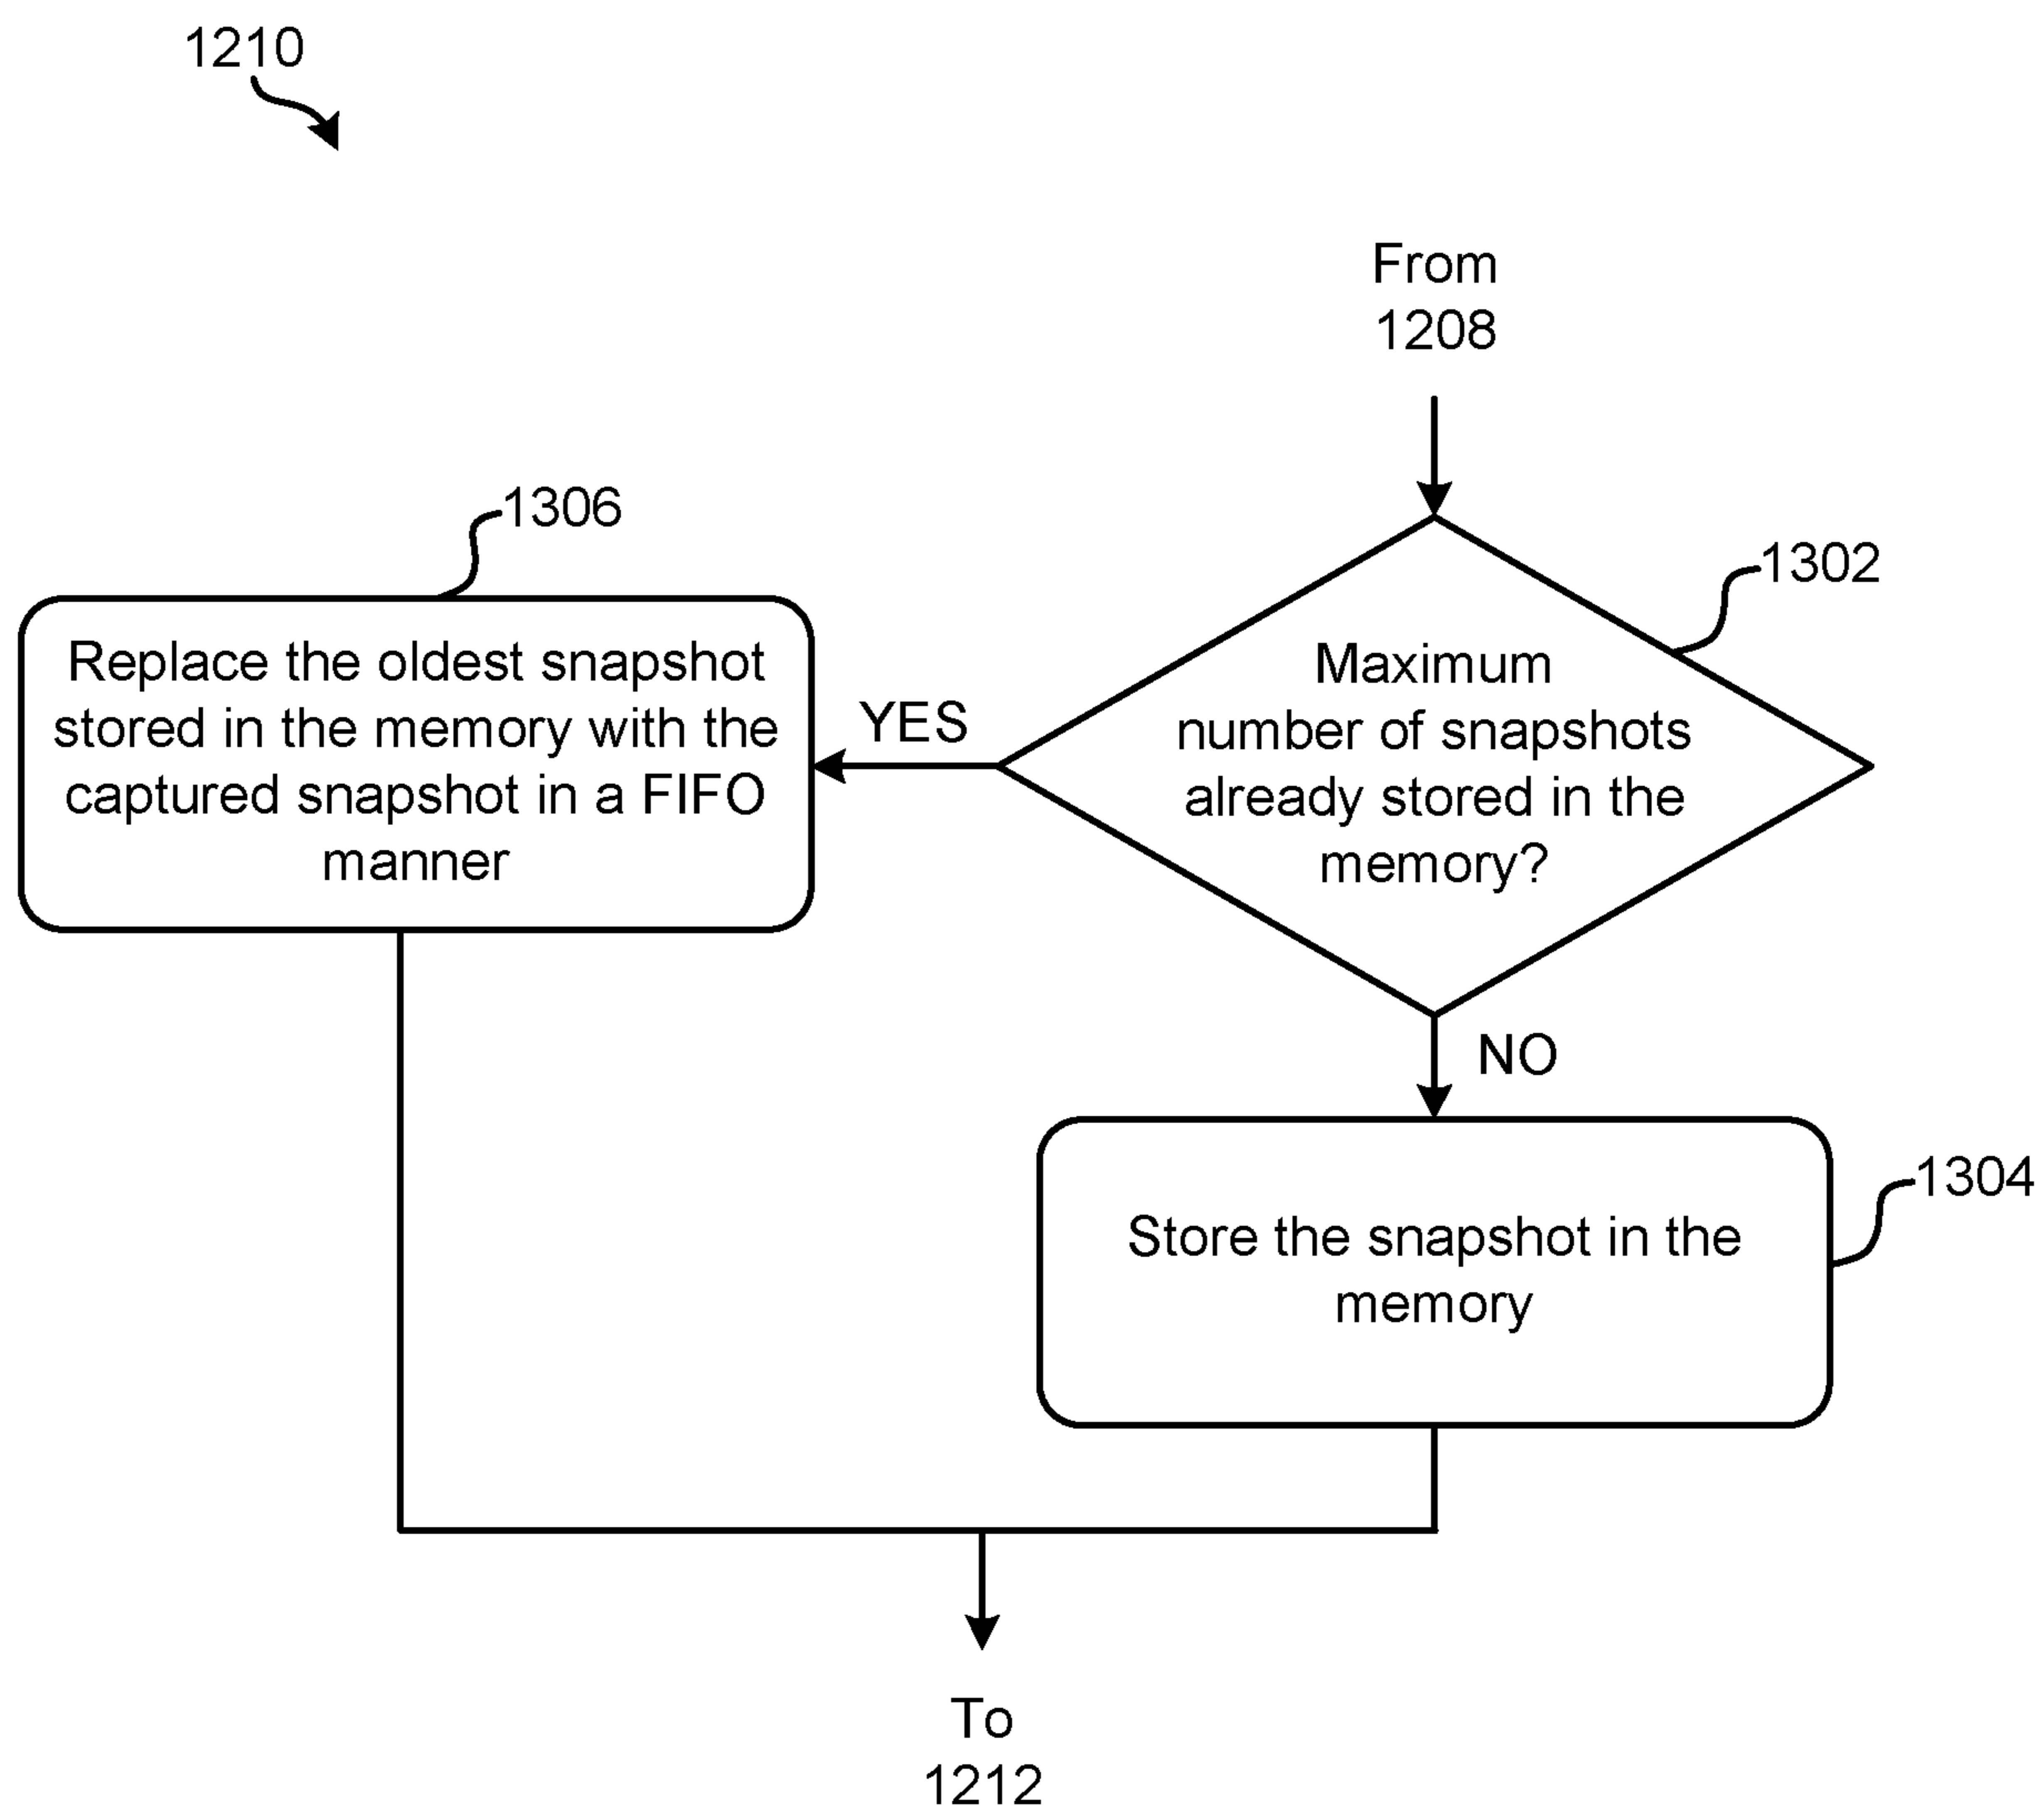 1210
From
1208
1306
1302
Replace the oldest snapshot
stored in the memory with the
captured snapshot in a FIFO
manner
YES
Maximum
number of snapshots
already stored in the
memory?
NO
1304
Store the snapshot in the
memory
To
1212